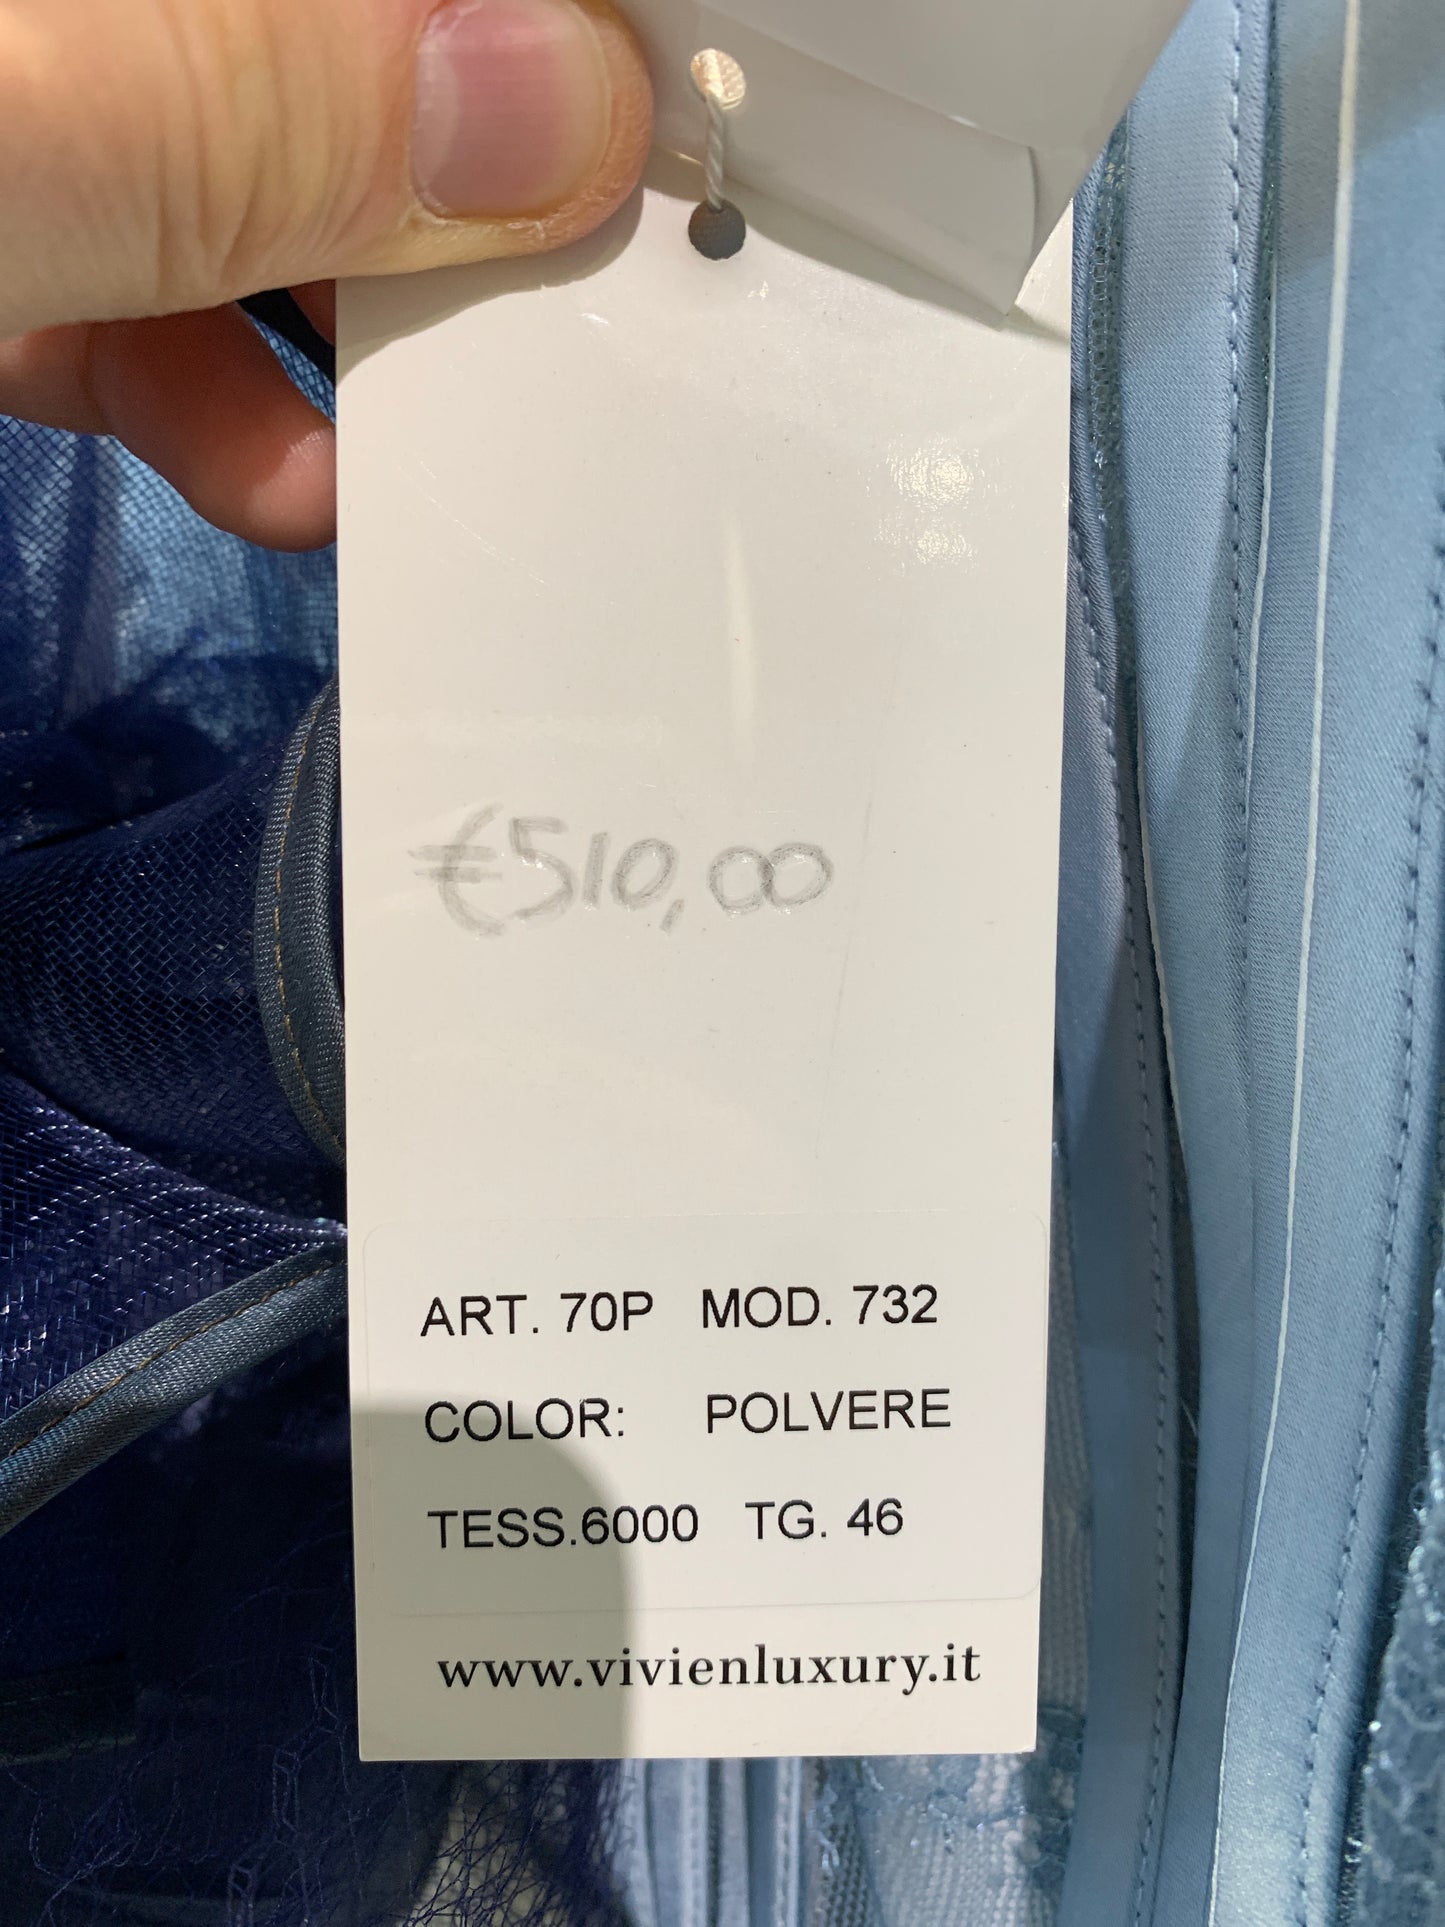 €510,00
ART. 70P MOD. 732
COLOR: POLVERE
TESS.6000 TG. 46
www.vivienluxury.it